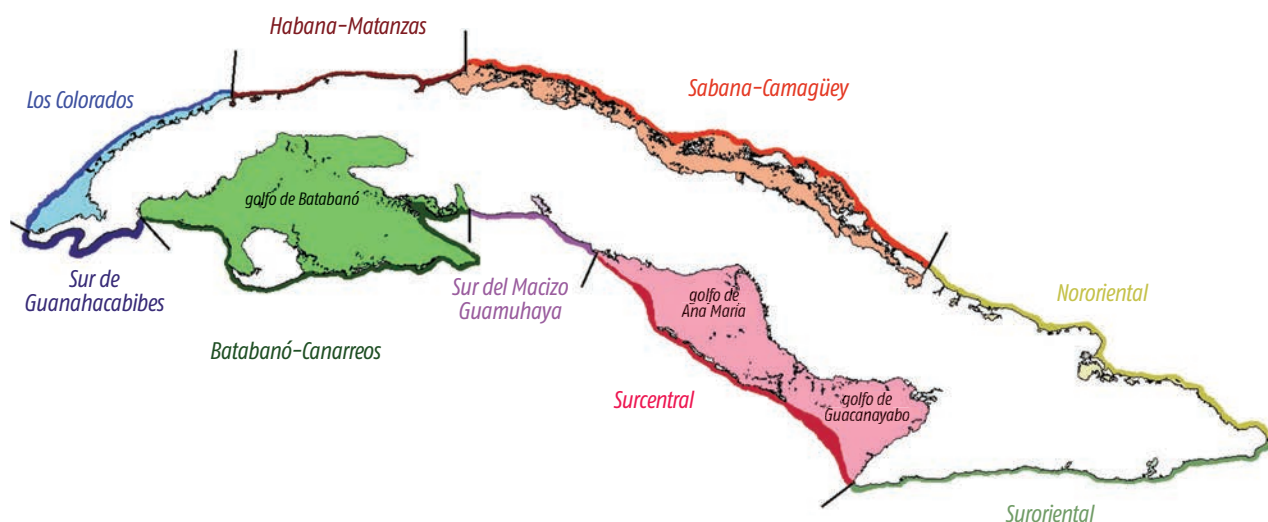 Habana-Matanzas
Los Colorados
Sabana-Camagüey
golfo de Batabanó
Sur de
Guanahacabibes
Sur del Macizo
Guamuhaya
golfo de
Ana María
Nororiental
Batabanó-Canarreos
Surcentral
golfo de
Guacanayabo
Suroriental